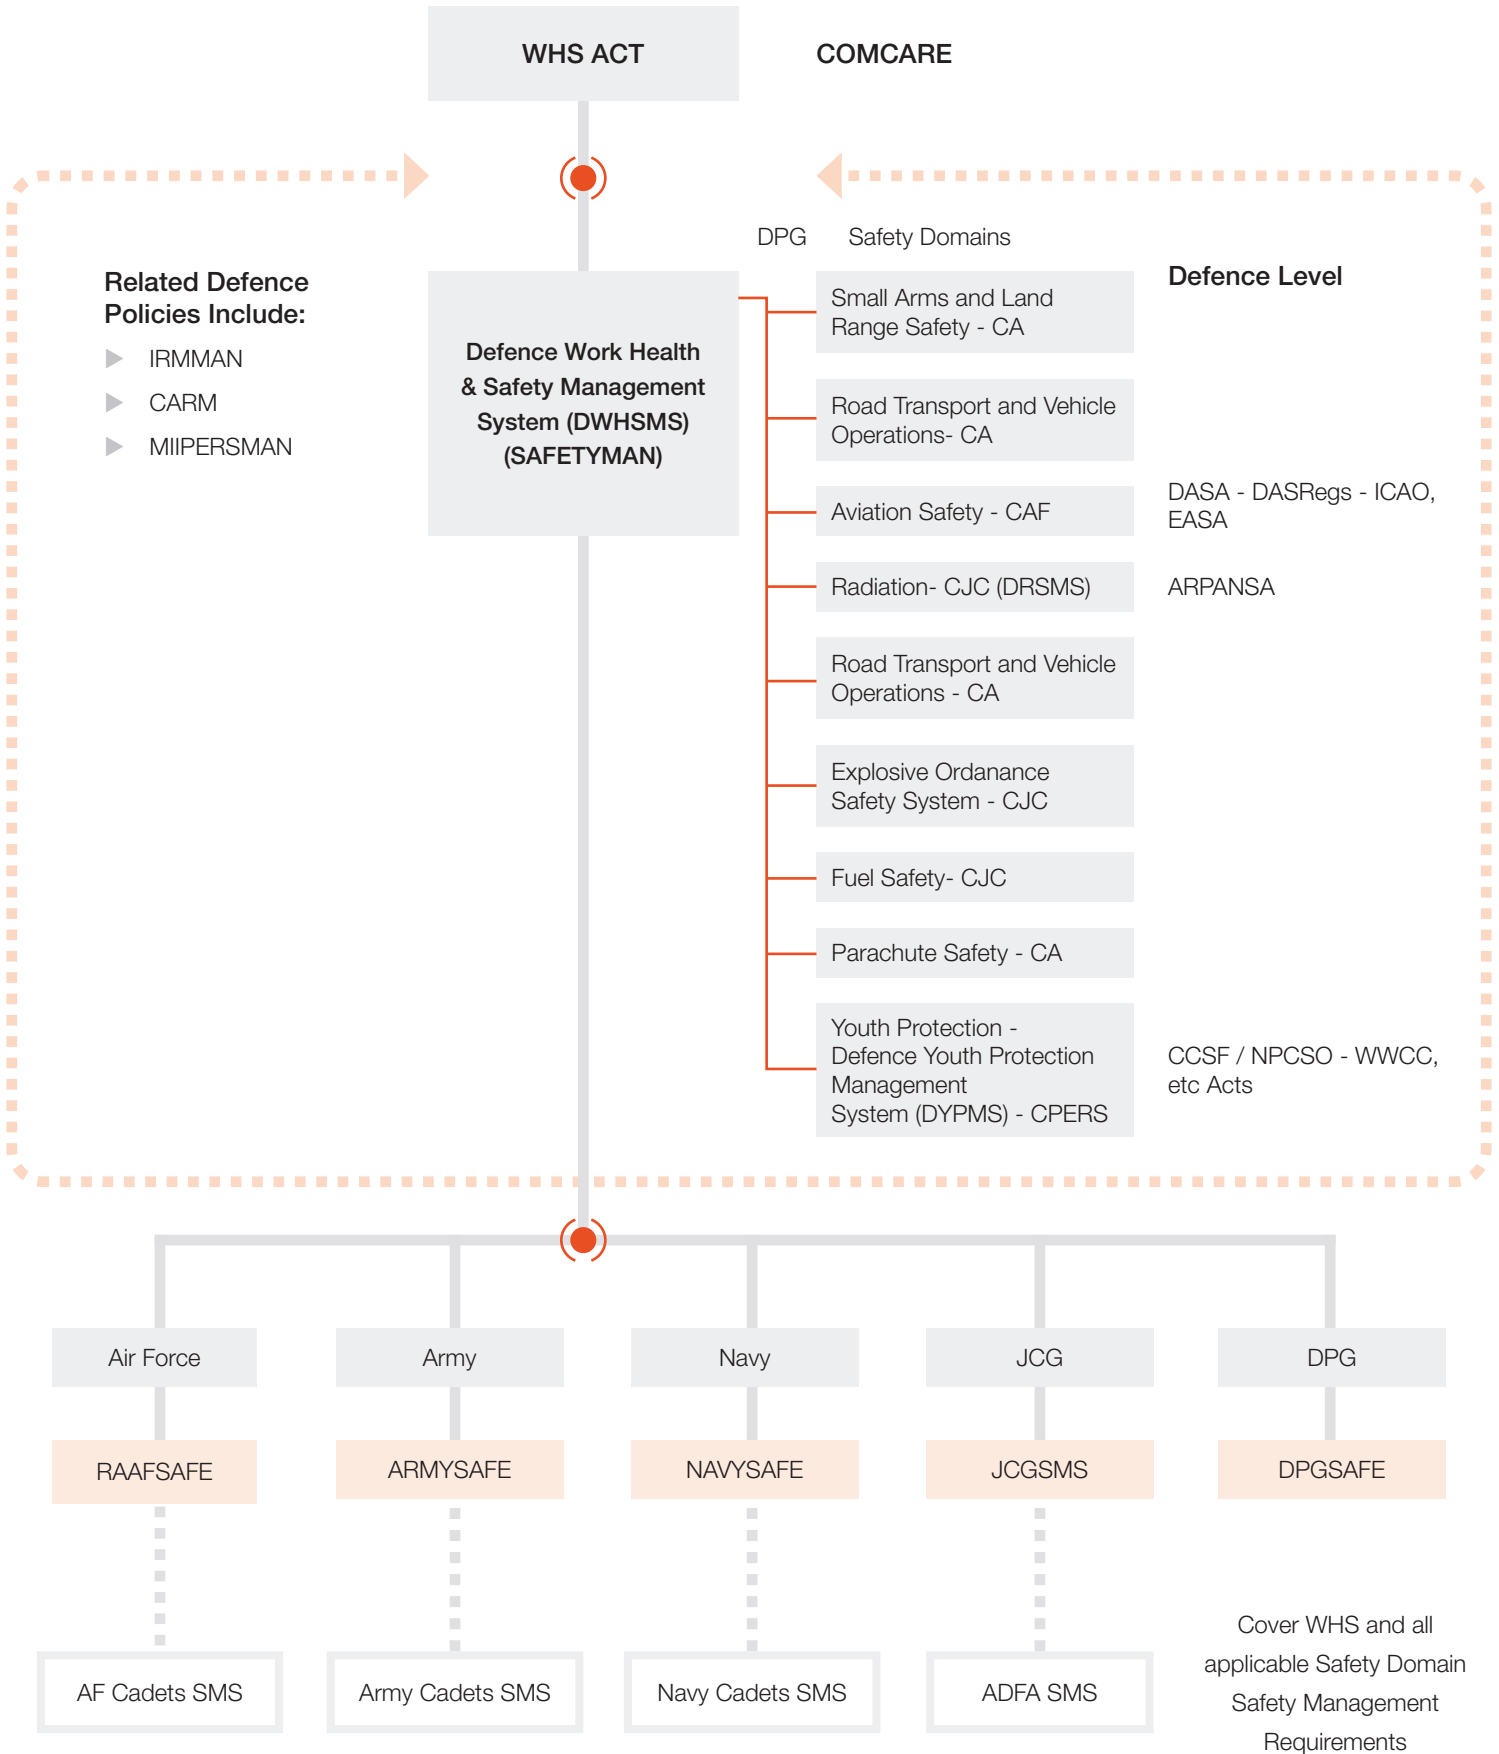 WHS ACT
COMCARE
DPG
Safety Domains
Related Defence
Policies Include:
IRMMAN
CARM
MIIPERSMAN
Defence Work Health
& Safety Management
System (DWHSMS)
(SAFETYMAN)
Small Arms and Land
Range Safety - CA
Defence Level
Road Transport and Vehicle
Operations- CA
Aviation Safety - CAF
DASA - DASRegs - ICAO,
EASA
Radiation- CJC (DRSMS)
ARPANSA
Road Transport and Vehicle
Operations - CA
Explosive Ordanance
Safety System - CJC
Fuel Safety- CJC
Parachute Safety - CA
Youth Protection -
Defence Youth Protection
Management
System (DYPMS) - CPERS
CCSF / NPCSO - WWCC,
etc Acts
Air Force
Army
Navy
JCG
DPG
RAAFSAFE
ARMYSAFE
NAVYSAFE
JCGSMS
DPGSAFE
AF Cadets SMS
Army Cadets SMS
Navy Cadets SMS
ADFA SMS
Cover WHS and all
applicable Safety Domain
Safety Management
Requirements